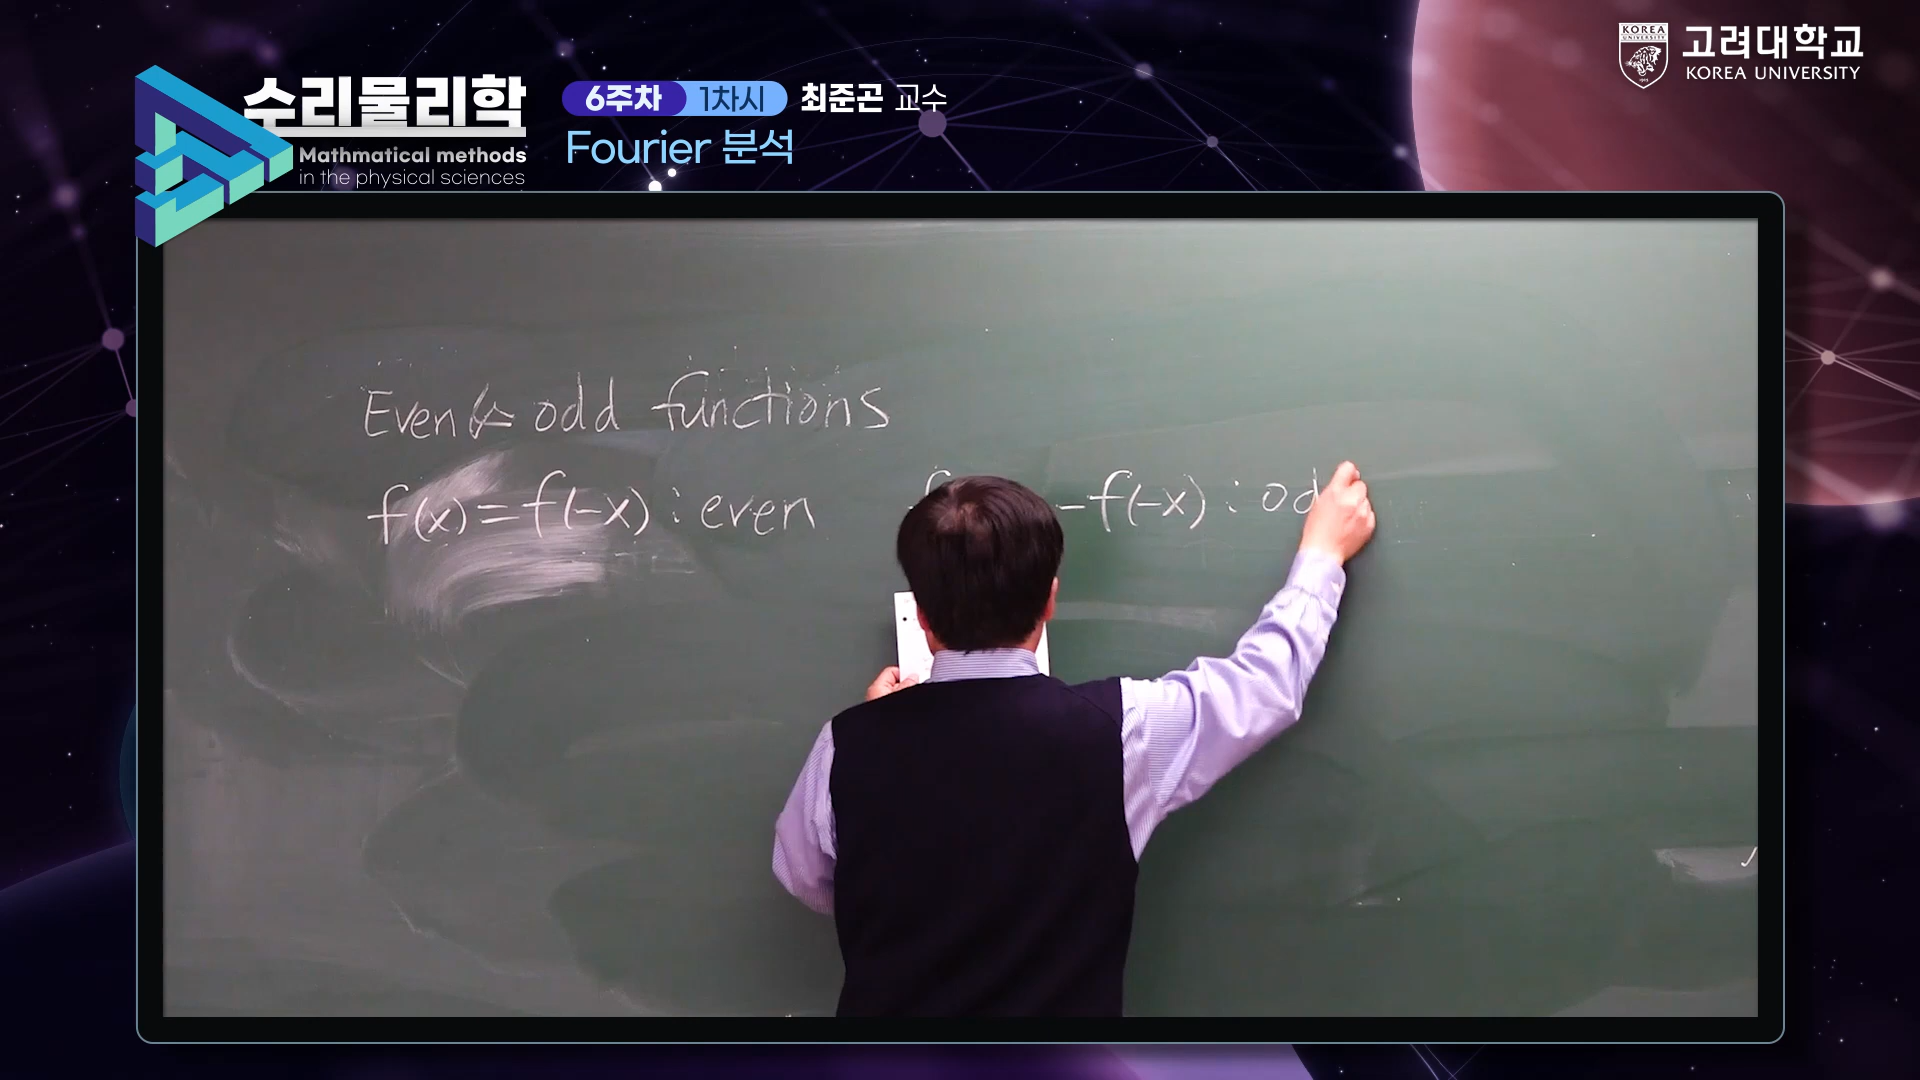 수리물리학
Mathmatical methods
in the physical sciences
6주차 1차시 최준곤 교수
Fourier 분석
KOREA
UNIVERSITY
고려대학교
KOREA UNIVERSITY
Even & odd functions
f(x) = f(-x) : even
-f(-x) : od